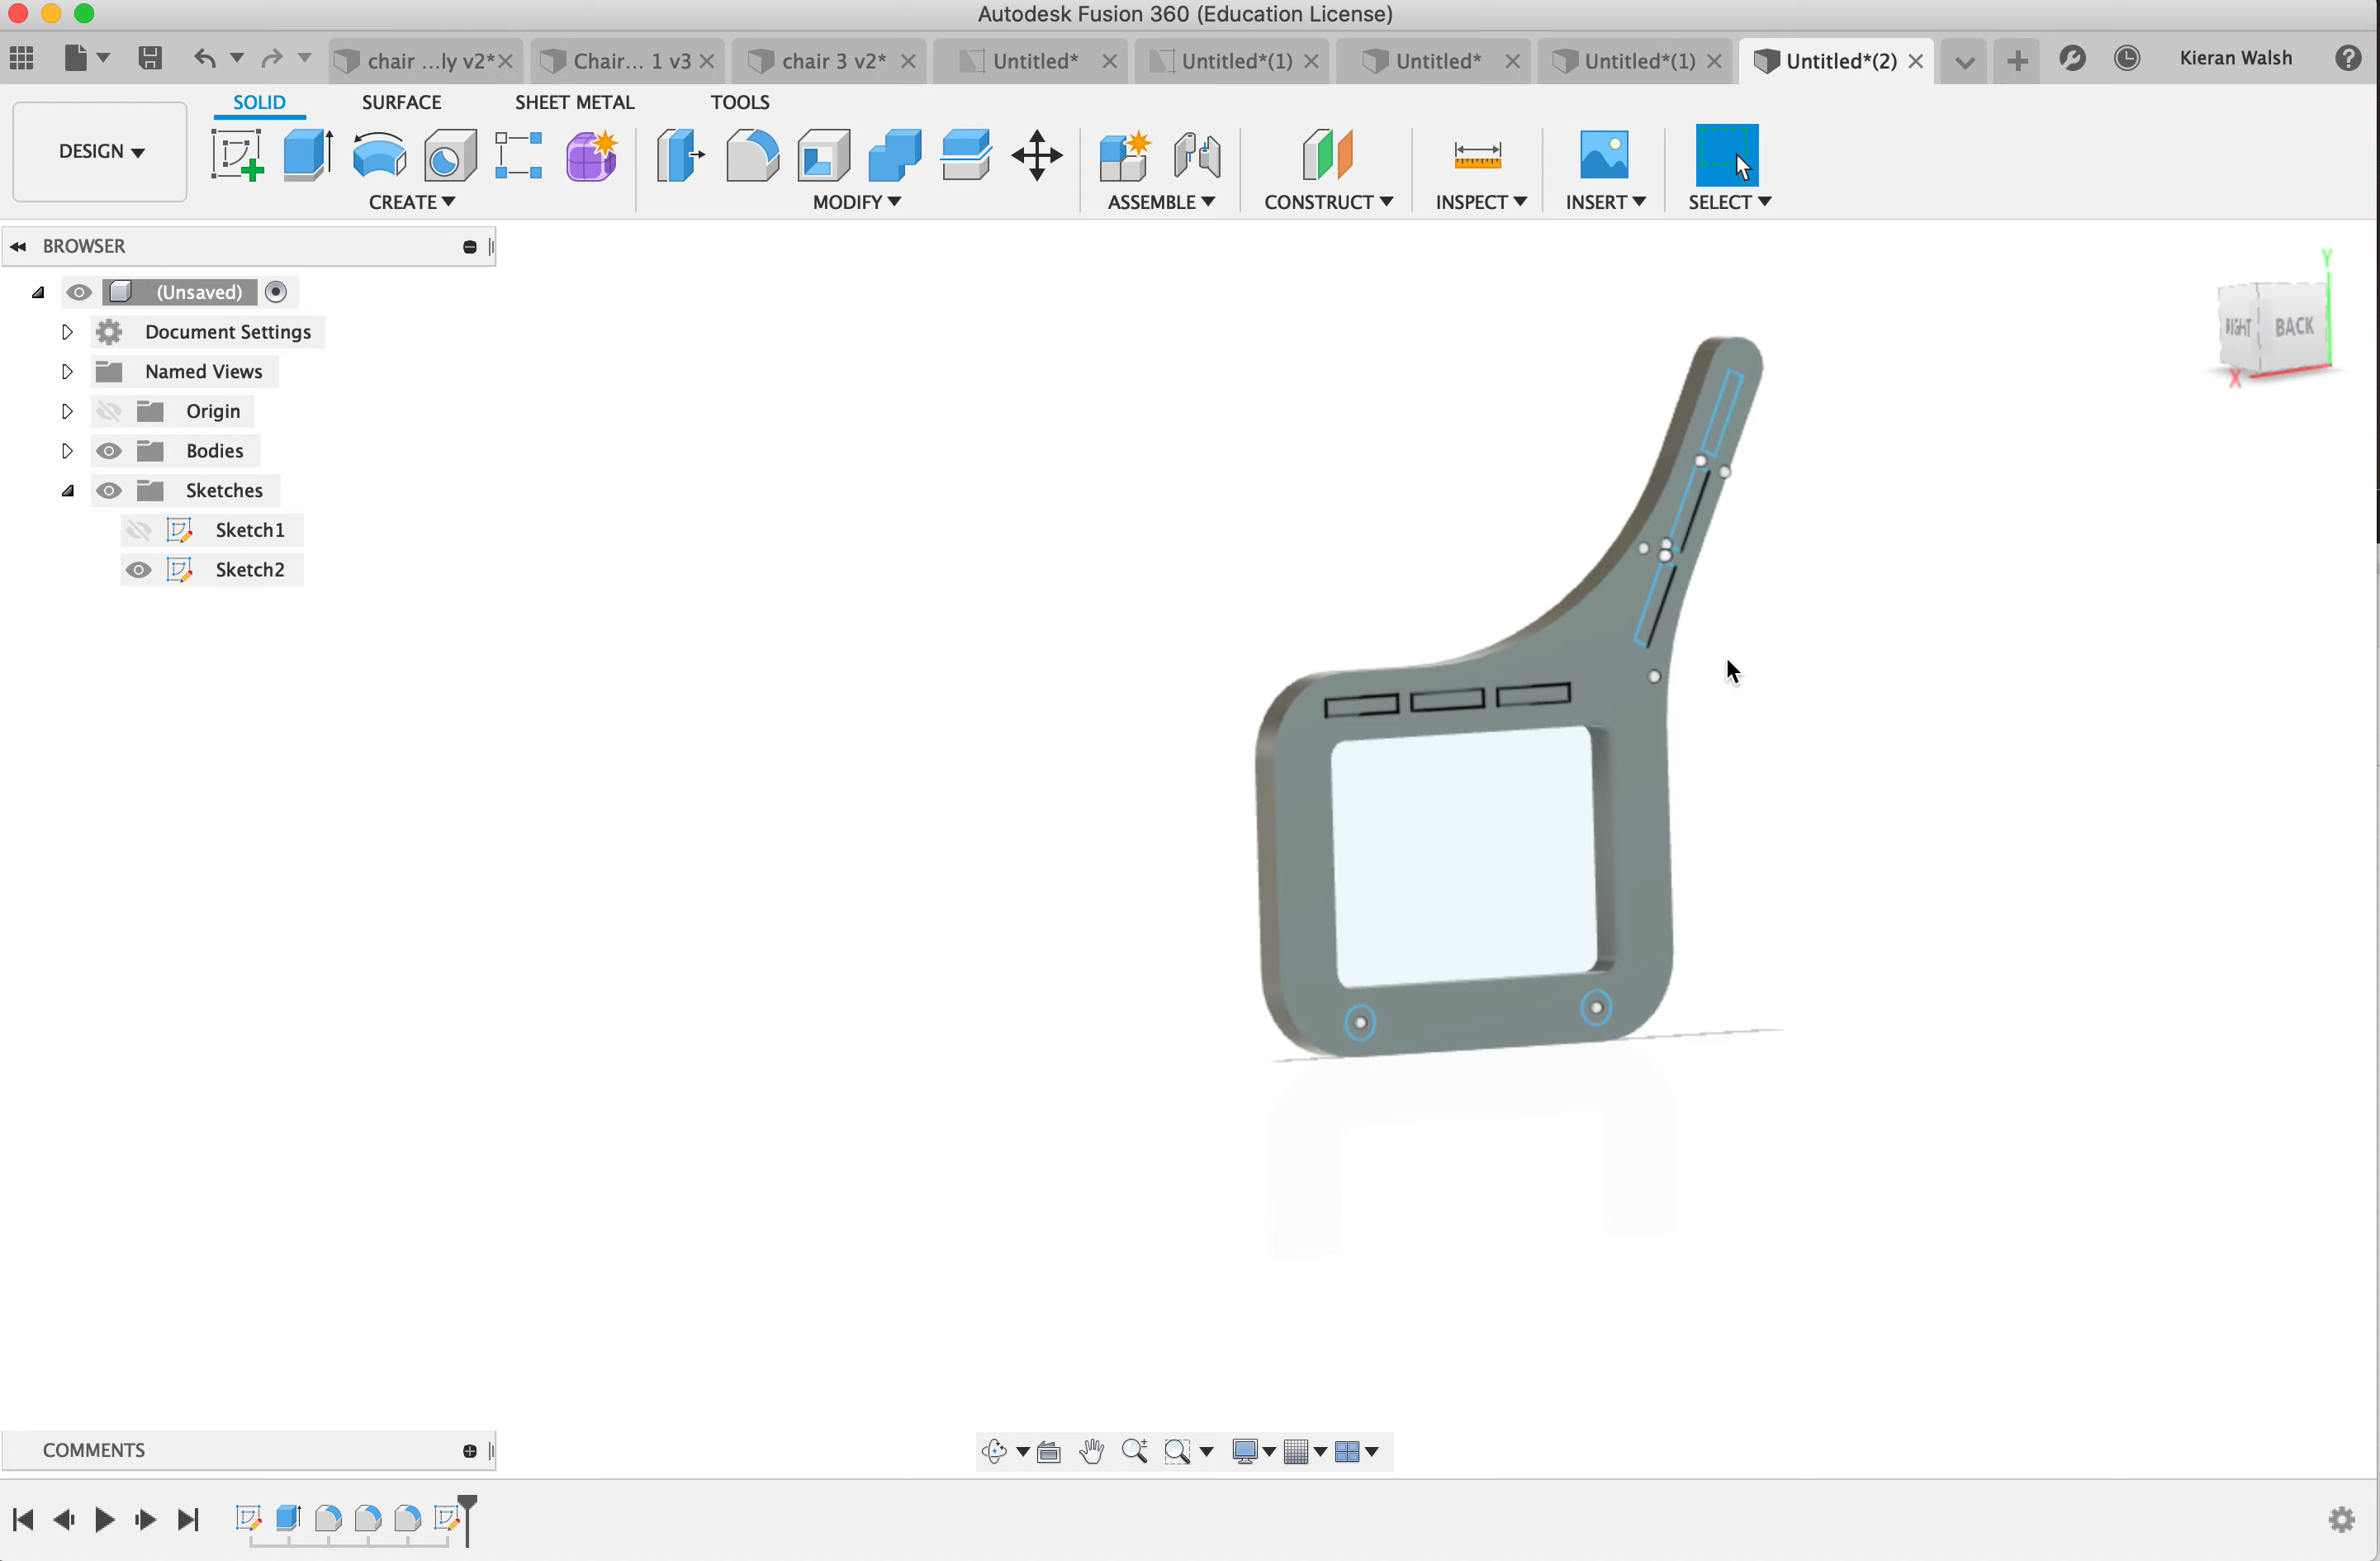 Autodesk Fusion 360 (Education License)
chair ...ly v2*
Chair... 1 v3
chair 3 v2*
Untitled*
Untitled*(1)
Untitled*
Untitled*(1)
Untitled*(2)
Kieran Walsh
DESIGN
SOLID
SURFACE
SHEET METAL
TOOLS
CREATE
MODIFY
ASSEMBLE
CONSTRUCT
INSPECT
INSERT
SELECT
BROWSER
(Unsaved)
Document Settings
Named Views
Origin
Bodies
Sketches
Sketch1
Sketch2
Y
RIGHT
BACK
X
COMMENTS